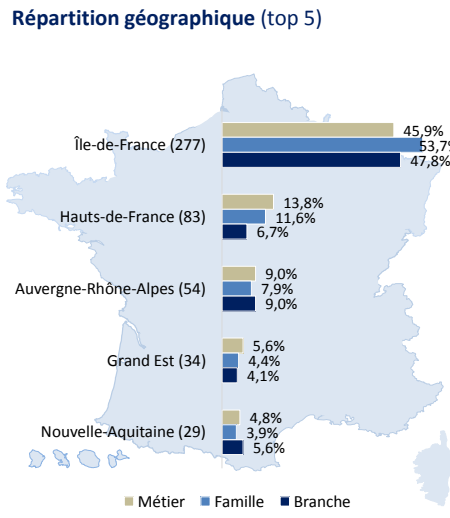 Répartition géographique (top 5)
Île-de-France (277)
45,9%
53,7%
47,8%
Hauts-de-France (83)
13,8%
11,6%
6,7%
Auvergne-Rhône-Alpes (54)
9,0%
7,9%
9,0%
Grand Est (34)
5,6%
4,4%
4,1%
Nouvelle-Aquitaine (29)
4,8%
3,9%
5,6%
Métier Famille Branche